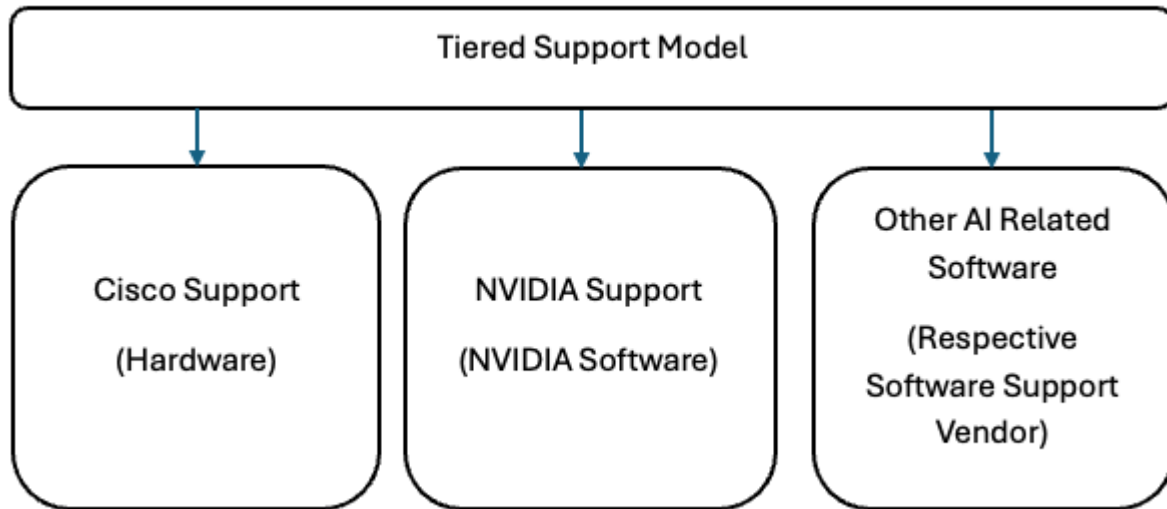 Tiered Support Model
Cisco Support
(Hardware)
NVIDIA Support
(NVIDIA Software)
Other AI Related
Software
(Respective
Software Support
Vendor)